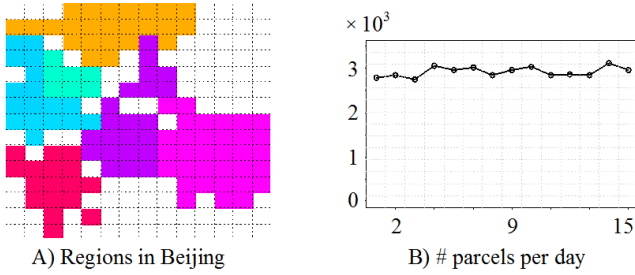 × 10³
3
2
1
0
2 9 15
A) Regions in Beijing
B) # parcels per day